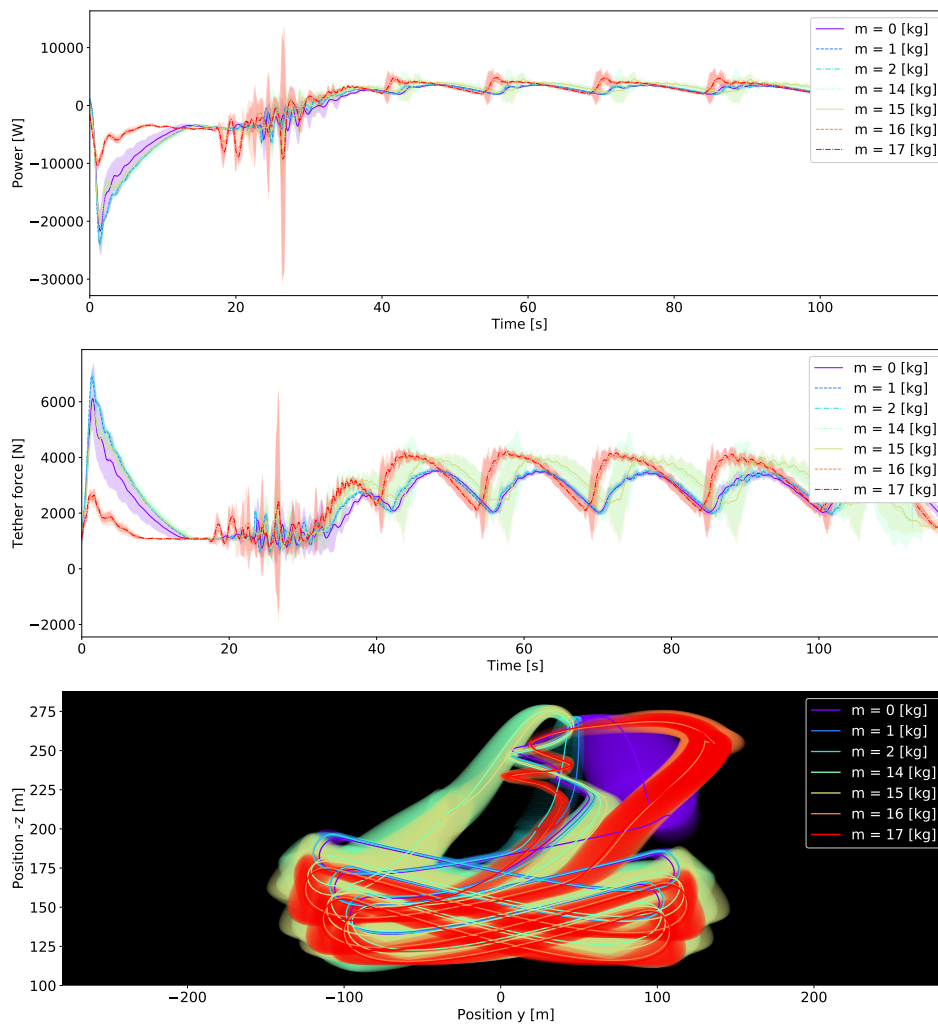 10000
0
−10000
−20000
−30000
Power [W]
0
20
40
60
80
100
Time [s]
m = 0 [kg]
m = 1 [kg]
m = 2 [kg]
m = 14 [kg]
m = 15 [kg]
m = 16 [kg]
m = 17 [kg]
6000
4000
2000
0
−2000
Tether force [N]
0
20
40
60
80
100
Time [s]
m = 0 [kg]
m = 1 [kg]
m = 2 [kg]
m = 14 [kg]
m = 15 [kg]
m = 16 [kg]
m = 17 [kg]
275
250
225
200
175
150
125
100
Position -z [m]
−200
−100
0
100
200
Position y [m]
m = 0 [kg]
m = 1 [kg]
m = 2 [kg]
m = 14 [kg]
m = 15 [kg]
m = 16 [kg]
m = 17 [kg]